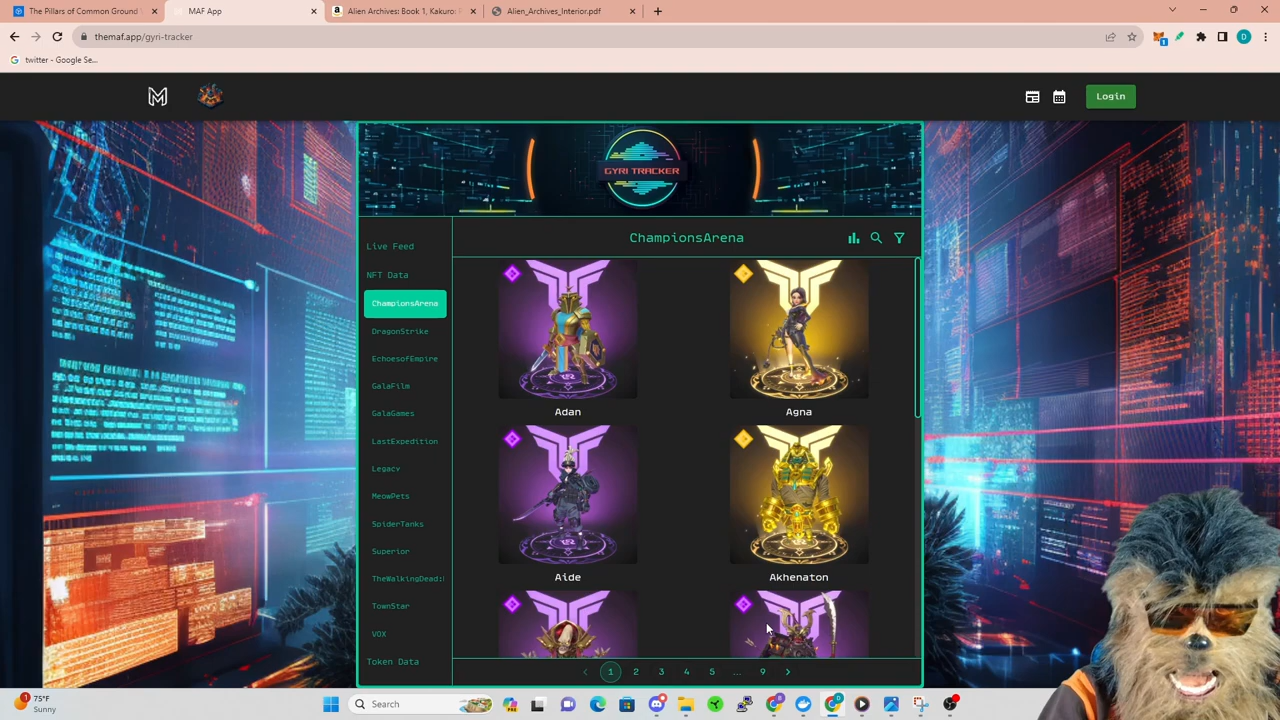 The Pillars of Common Ground
MAF App
Alien Archives: Book 1, Kakuro:
Alien_Archives_Interior.pdf
themaf.app/gyri-tracker
twitter - Google Se...
Login
GYRI TRACKER
Live Feed
NFT Data
ChampionsArena
DragonStrike
EchoesofEmpire
GalaFilm
GalaGames
LastExpedition
Legacy
MeowPets
SpiderTanks
Superior
TheWalkingDead:
TownStar
VOX
Token Data
ChampionsArena
Adan
Agna
Aide
Akhenaton
1 2 3 4 5 ... 9
75°F
Sunny
Search